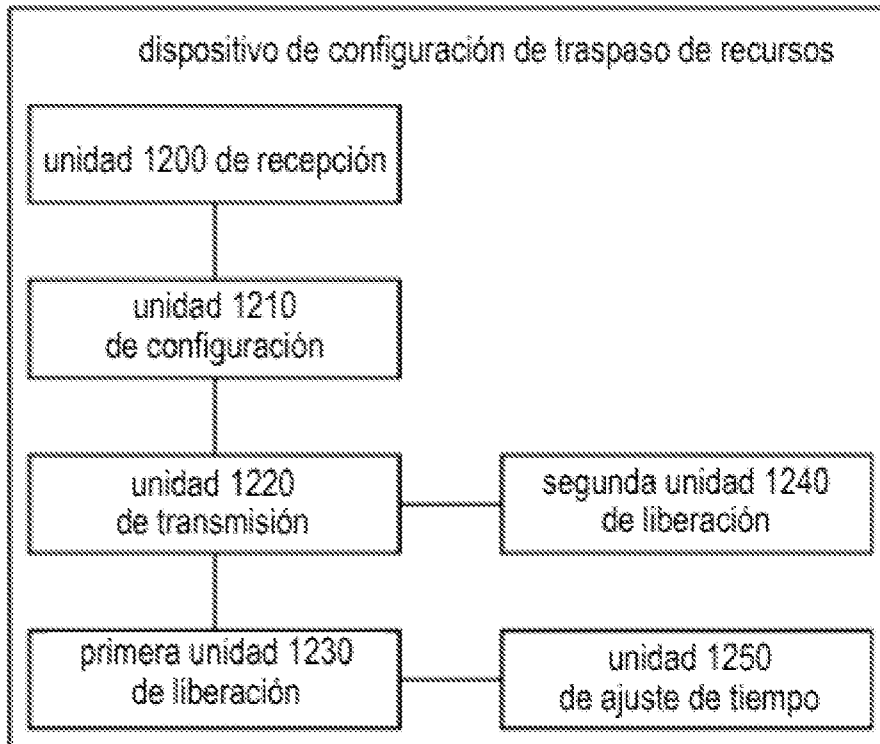 dispositivo de configuración de traspaso de recursos
unidad 1200 de recepción
unidad 1210
de configuración
unidad 1220
de transmisión
segunda unidad 1240
de liberación
primera unidad 1230
de liberación
unidad 1250
de ajuste de tiempo